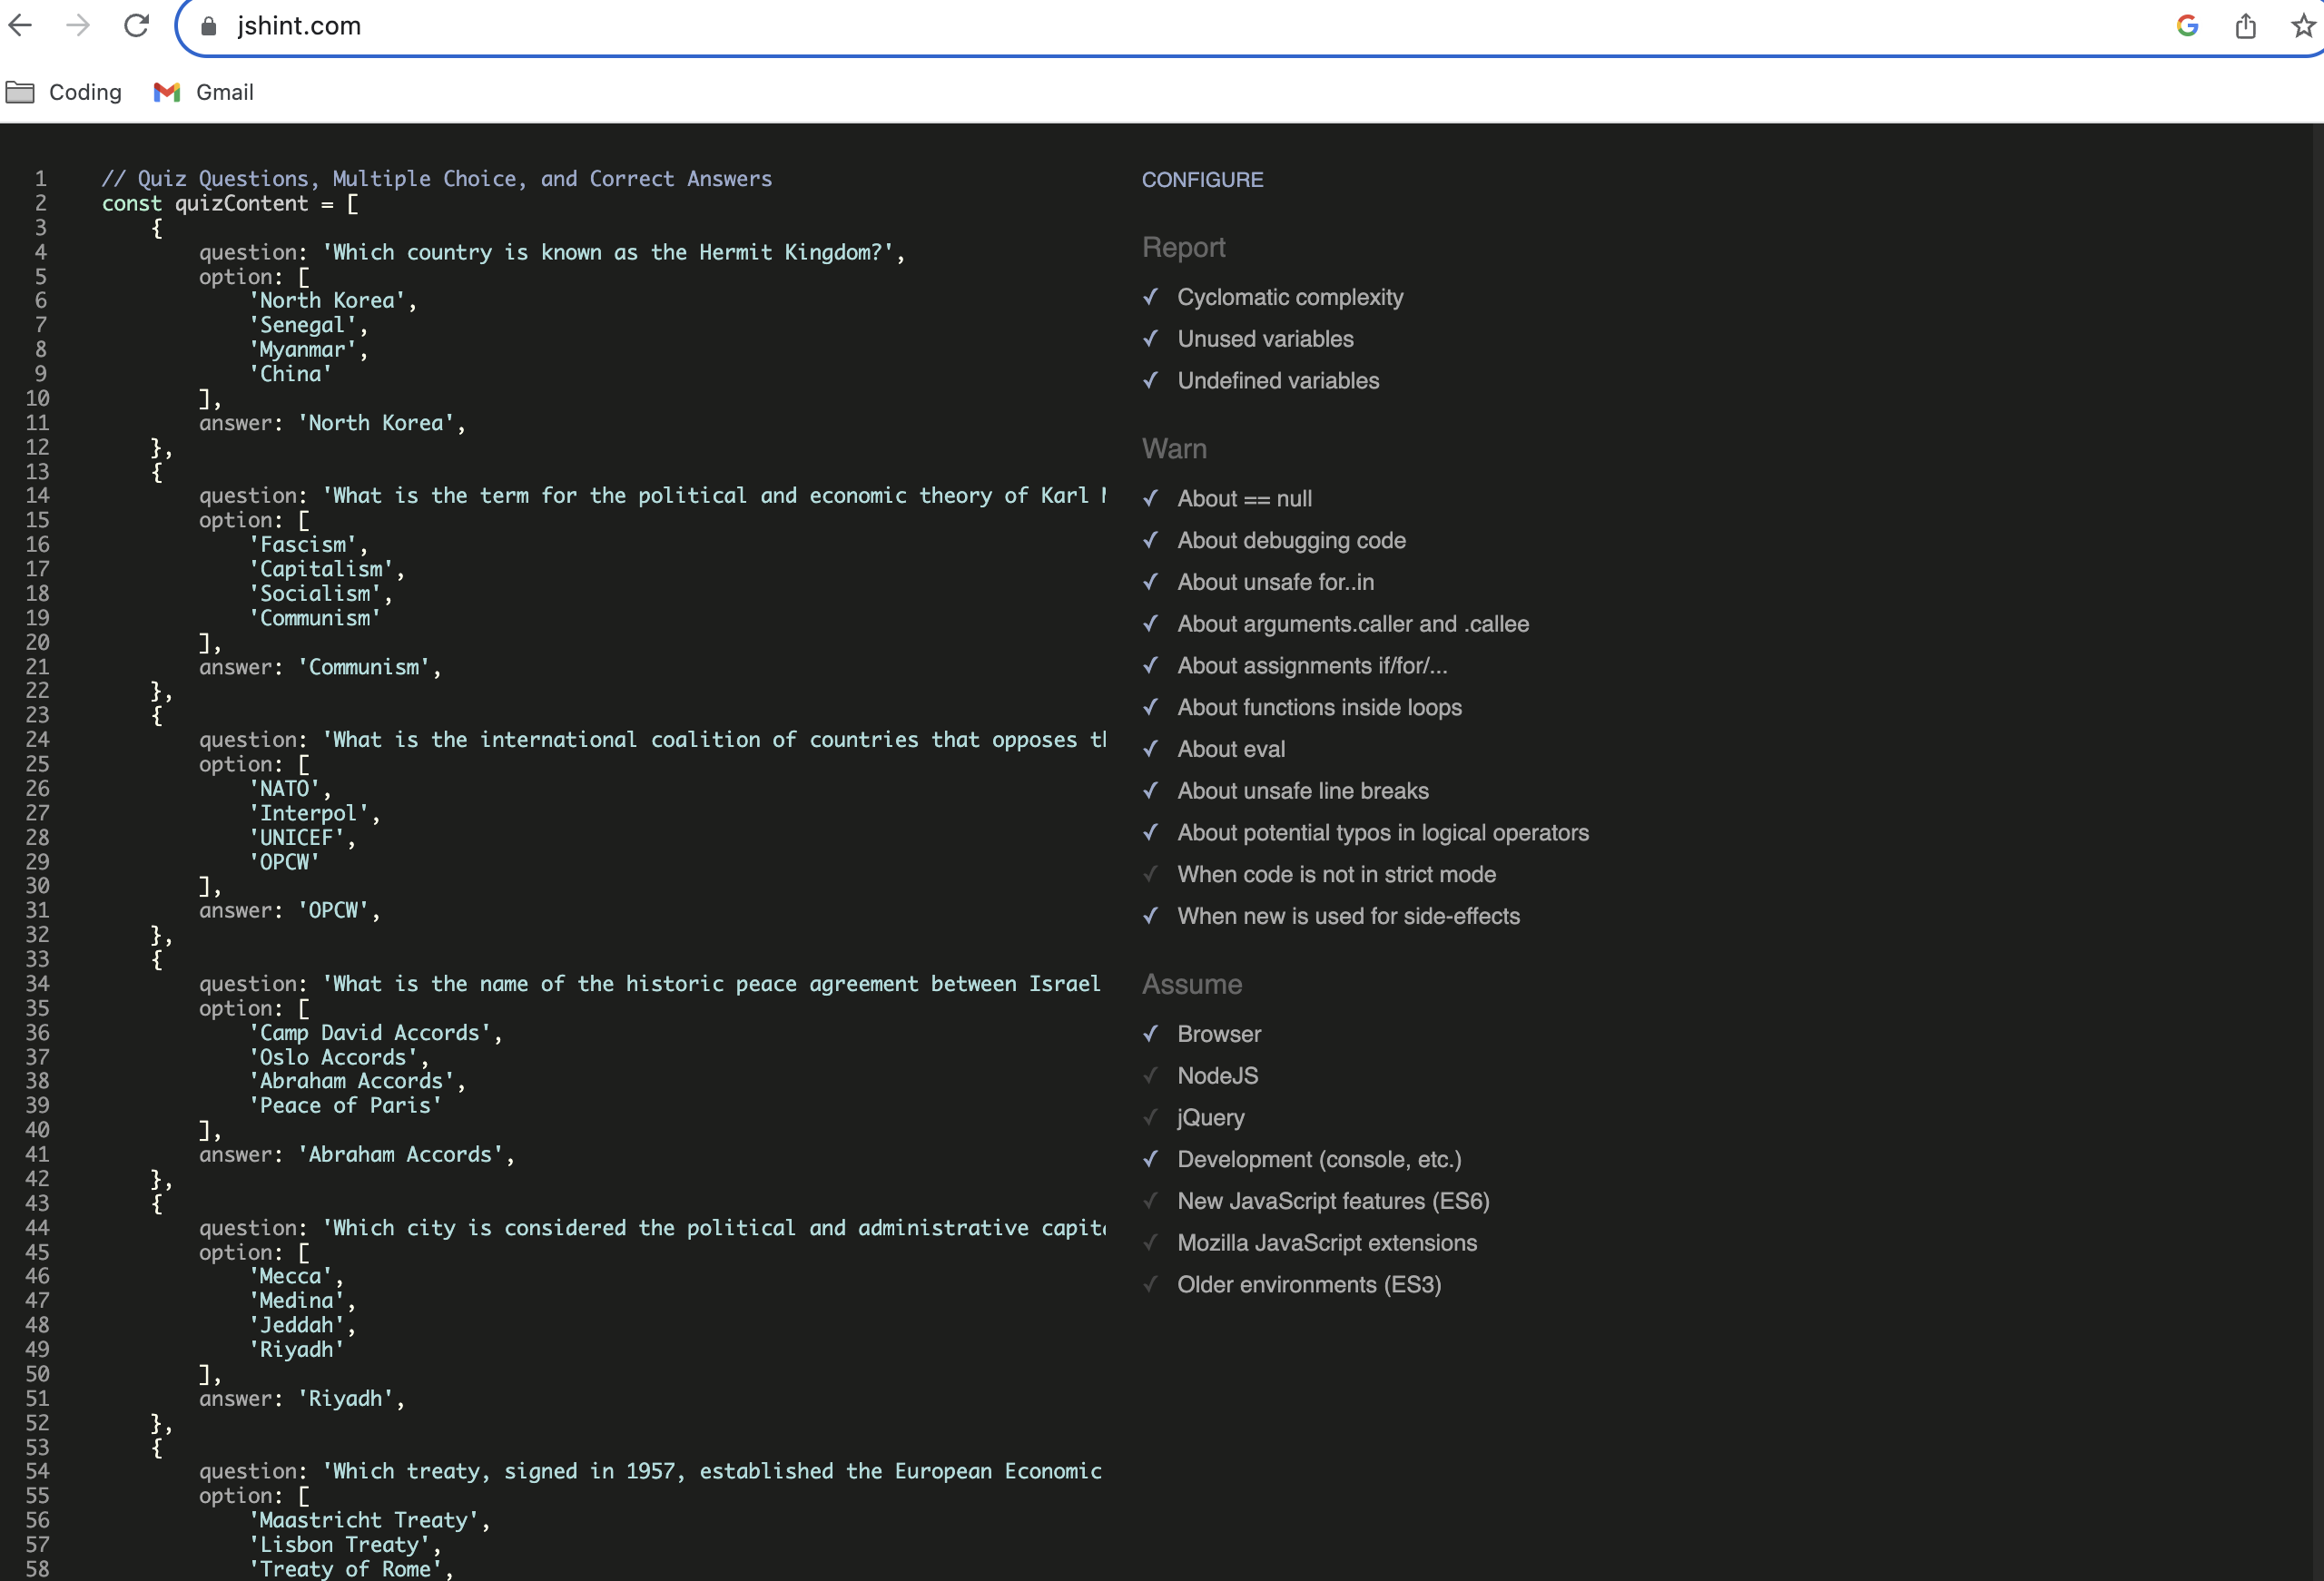 jshint.com
Coding
Gmail
1 // Quiz Questions, Multiple Choice, and Correct Answers
2 const quizContent = [
3 {
4 question: 'Which country is known as the Hermit Kingdom?',
5 option: [
6 'North Korea',
7 'Senegal',
8 'Myanmar',
9 'China'
10 ],
11 answer: 'North Korea',
12 },
13 {
14 question: 'What is the term for the political and economic theory of Karl
15 option: [
16 'Fascism',
17 'Capitalism',
18 'Socialism',
19 'Communism'
20 ],
21 answer: 'Communism',
22 },
23 {
24 question: 'What is the international coalition of countries that opposes
25 option: [
26 'NATO',
27 'Interpol',
28 'UNICEF',
29 'OPCW'
30 ],
31 answer: 'OPCW',
32 },
33 {
34 question: 'What is the name of the historic peace agreement between Israel
35 option: [
36 'Camp David Accords',
37 'Oslo Accords',
38 'Abraham Accords',
39 'Peace of Paris'
40 ],
41 answer: 'Abraham Accords',
42 },
43 {
44 question: 'Which city is considered the political and administrative
45 option: [
46 'Mecca',
47 'Medina',
48 'Jeddah',
49 'Riyadh'
50 ],
51 answer: 'Riyadh',
52 },
53 {
54 question: 'Which treaty, signed in 1957, established the European Economic
55 option: [
56 'Maastricht Treaty',
57 'Lisbon Treaty',
58 'Treaty of Rome',
CONFIGURE
Report
Cyclomatic complexity
Unused variables
Undefined variables
Warn
About == null
About debugging code
About unsafe for..in
About arguments.caller and .callee
About assignments if/for/...
About functions inside loops
About eval
About unsafe line breaks
About potential typos in logical operators
When code is not in strict mode
When new is used for side-effects
Assume
Browser
NodeJS
jQuery
Development (console, etc.)
New JavaScript features (ES6)
Mozilla JavaScript extensions
Older environments (ES3)